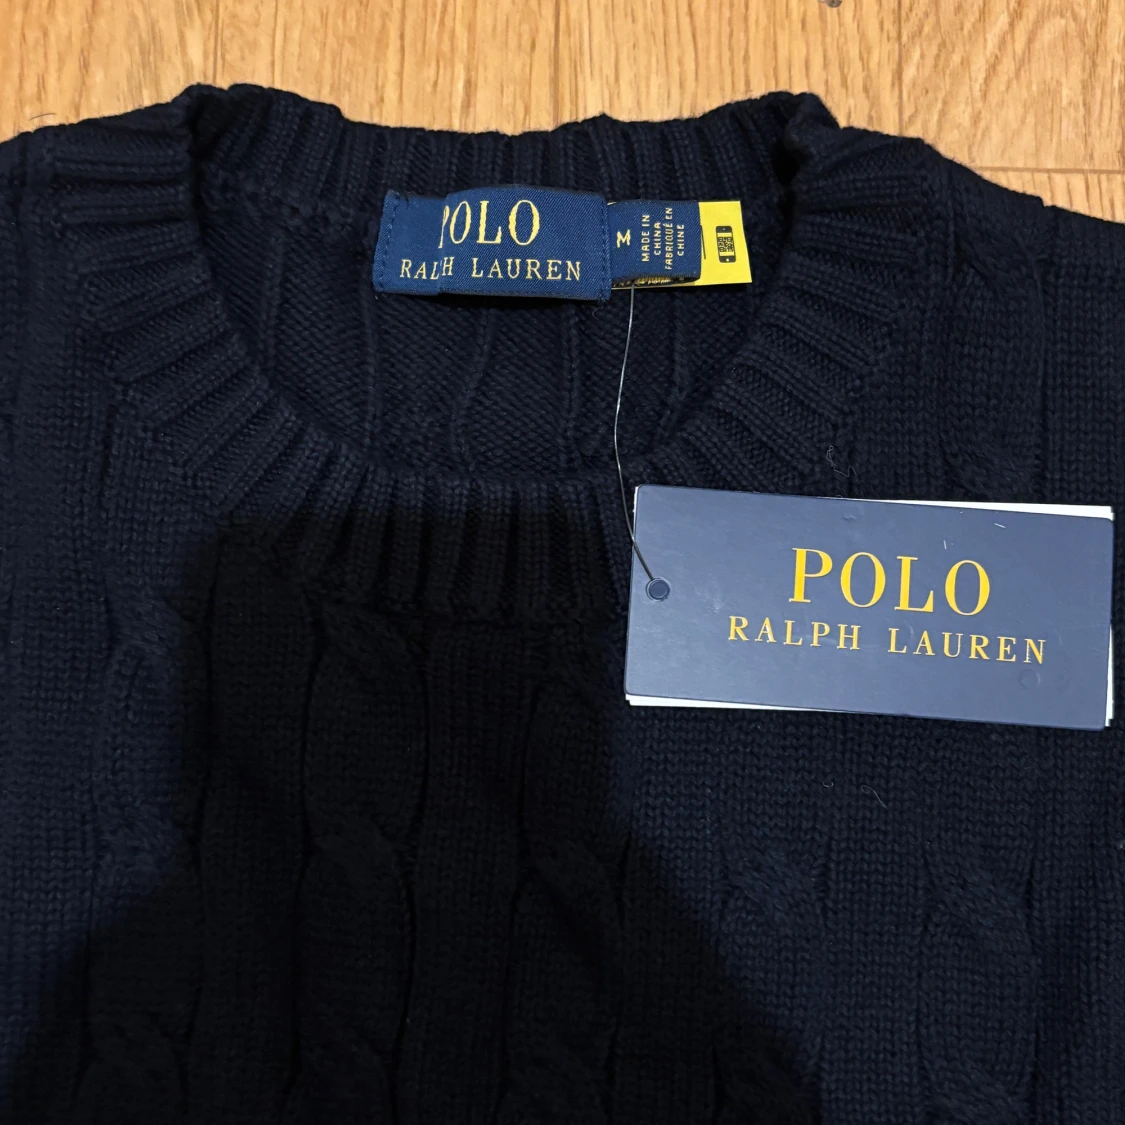 POLO
RALPH LAUREN
M
MADE IN
CHINA
FABRIQUÉ EN
CHINE
POLO
RALPH LAUREN